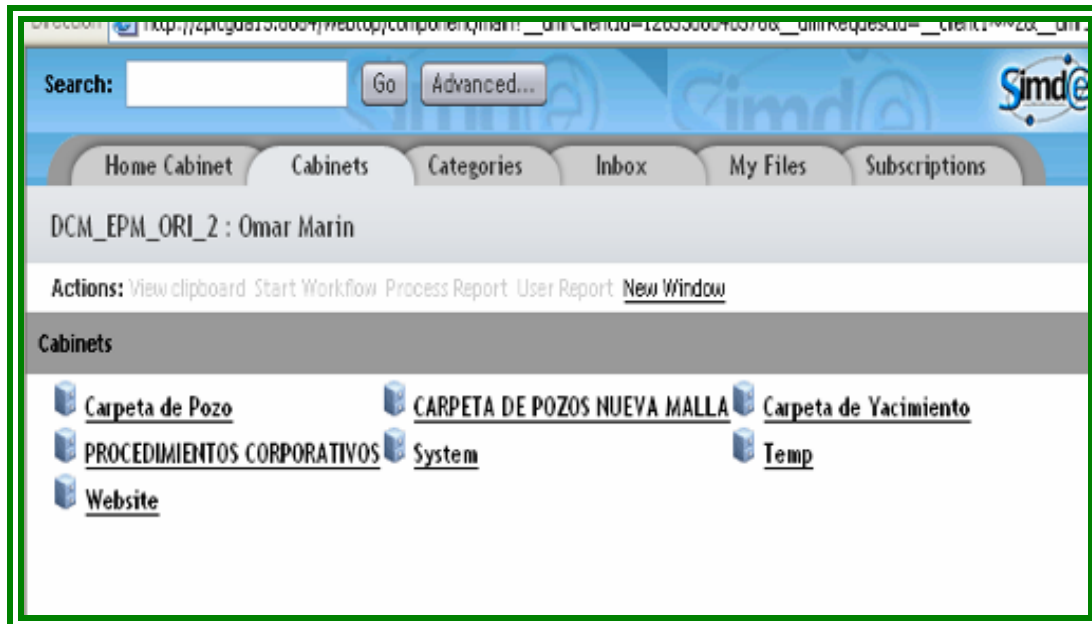 Search: Go Advanced... Simd@
Home Cabinet Cabinets Categories Inbox My Files Subscriptions
DCM_EPM_ORI_2 : Omar Marin
Actions: View clipboard Start Workflow Process Report User Report New Window
Cabinets
Carpeta de Pozo CARPETA DE POZOS NUEVA MALLA Carpeta de Yacimiento
PROCEDIMIENTOS CORPORATIVOS System Temp
Website